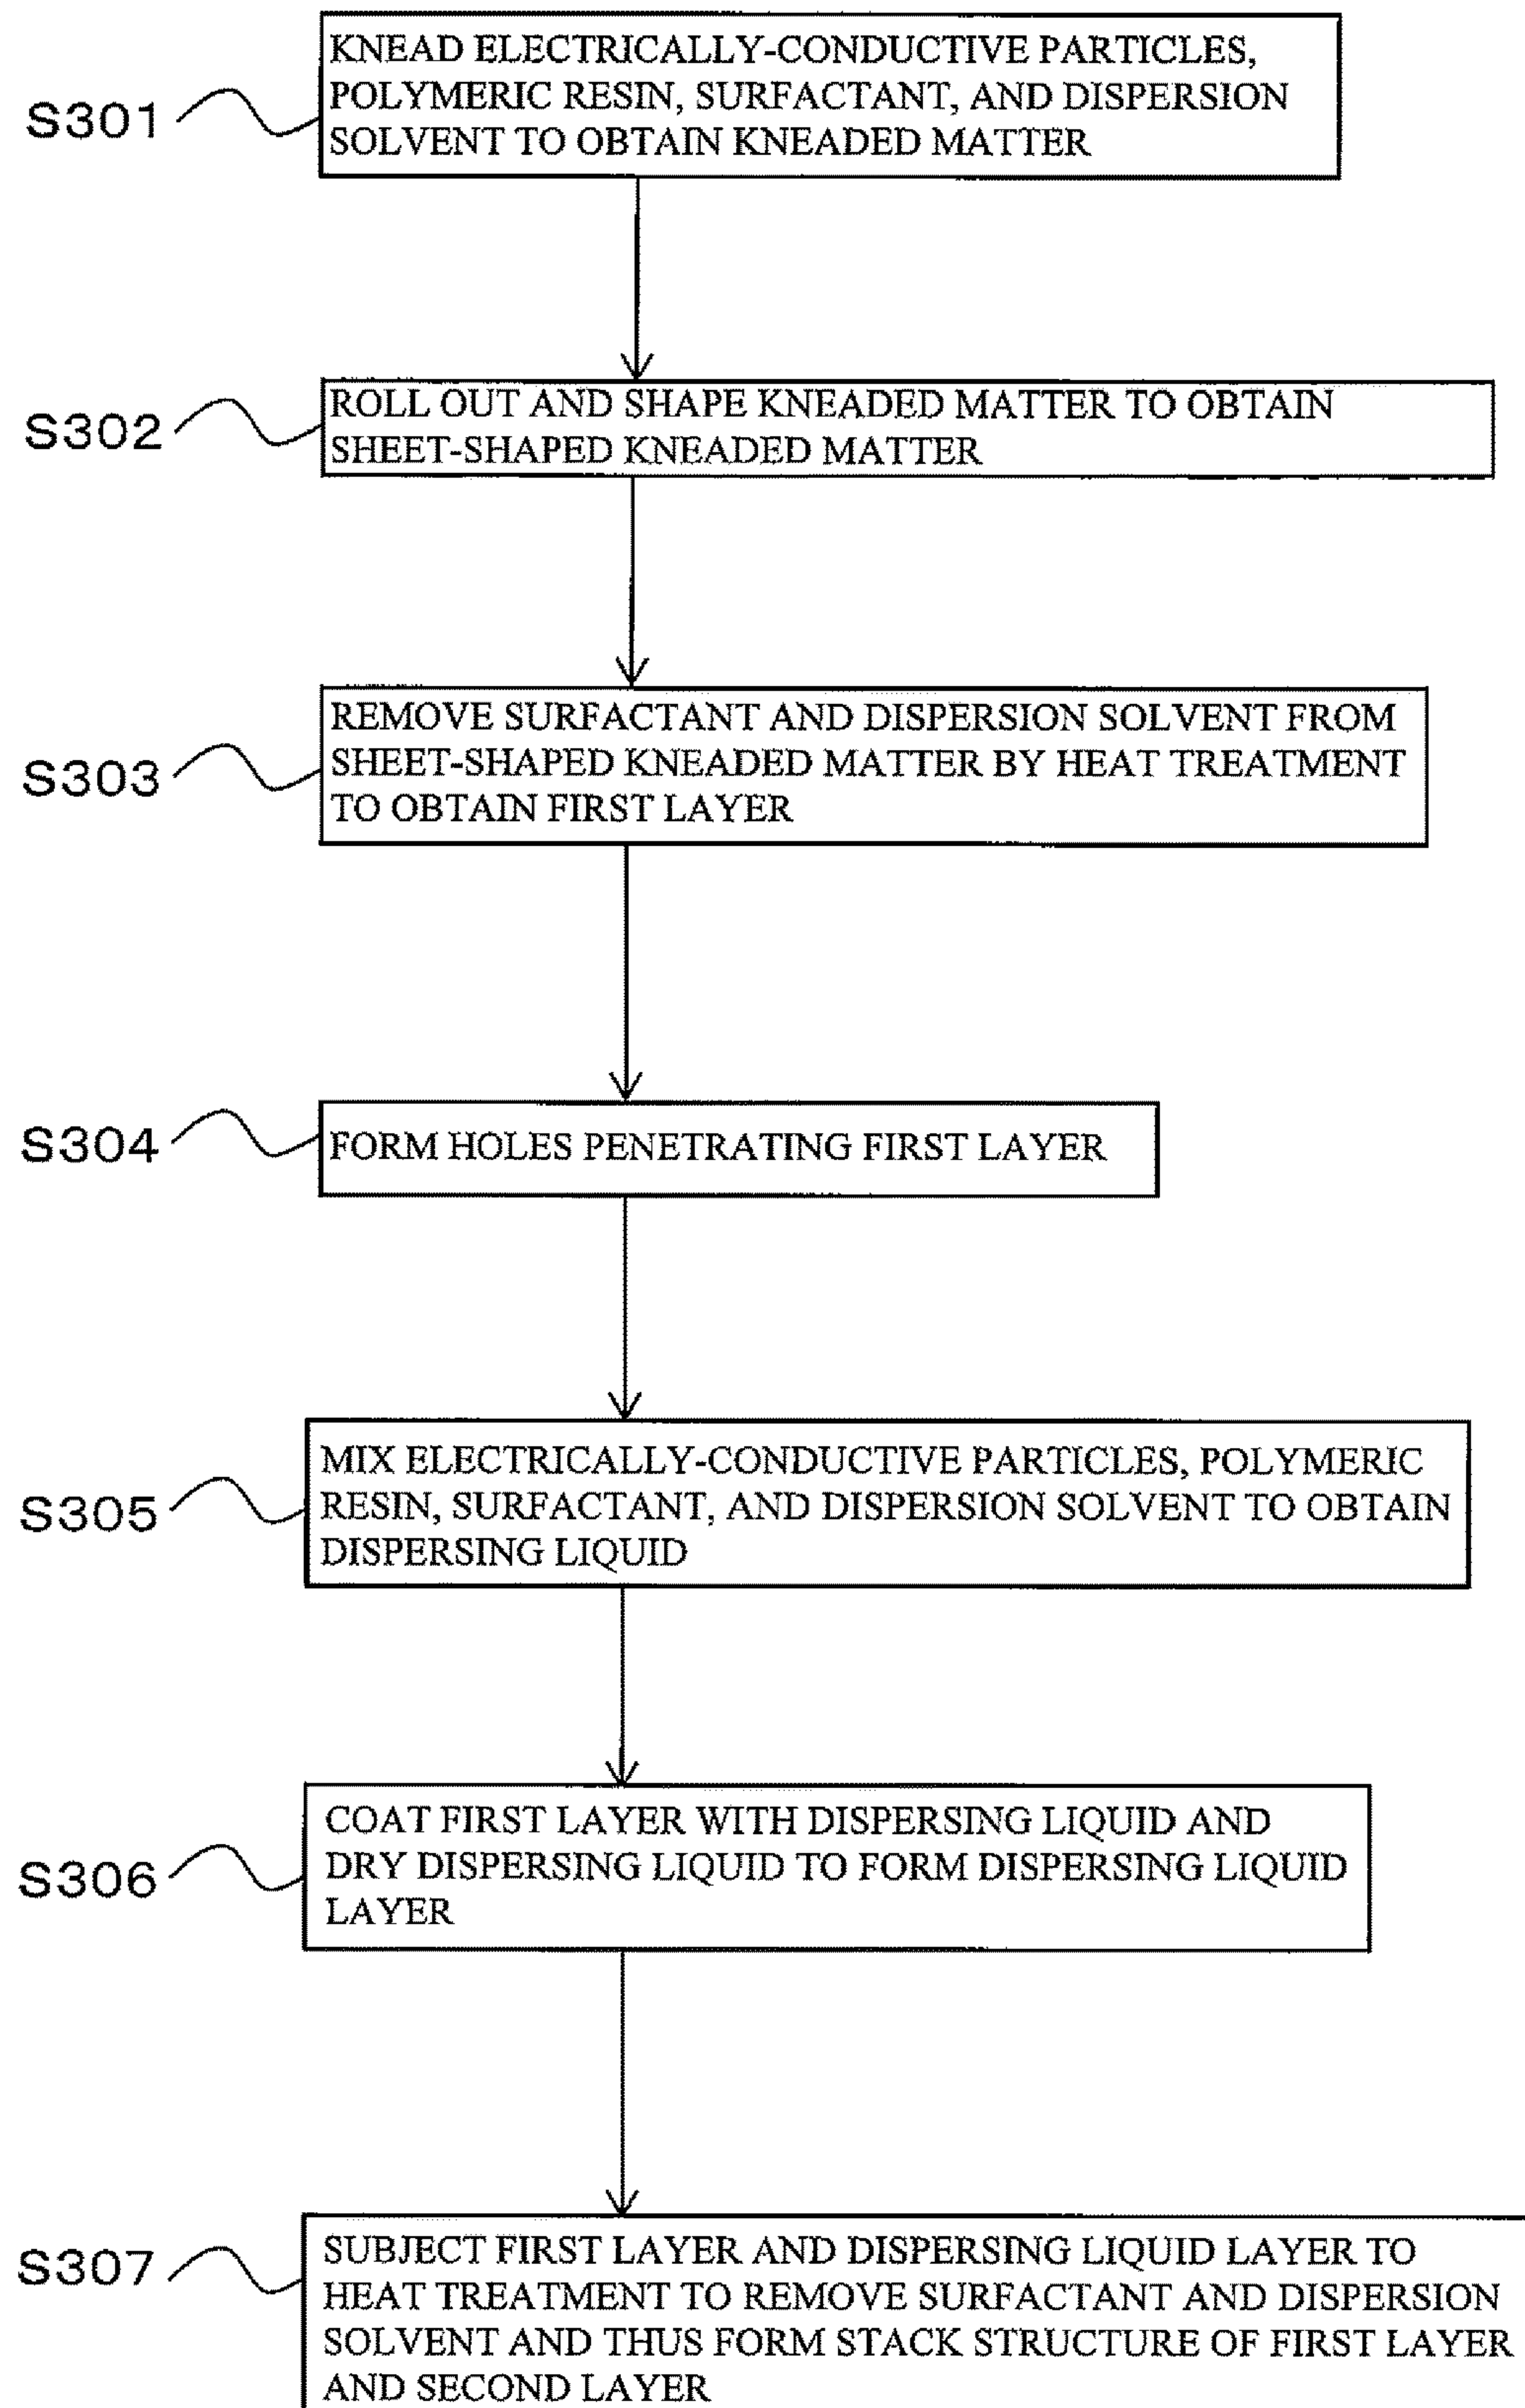 S301
KNEAD ELECTRICALLY-CONDUCTIVE PARTICLES,
POLYMERIC RESIN, SURFACTANT, AND DISPERSION
SOLVENT TO OBTAIN KNEADED MATTER
S302
ROLL OUT AND SHAPE KNEADED MATTER TO OBTAIN
SHEET-SHAPED KNEADED MATTER
S303
REMOVE SURFACTANT AND DISPERSION SOLVENT FROM
SHEET-SHAPED KNEADED MATTER BY HEAT TREATMENT
TO OBTAIN FIRST LAYER
S304
FORM HOLES PENETRATING FIRST LAYER
S305
MIX ELECTRICALLY-CONDUCTIVE PARTICLES, POLYMERIC
RESIN, SURFACTANT, AND DISPERSION SOLVENT TO OBTAIN
DISPERSING LIQUID
S306
COAT FIRST LAYER WITH DISPERSING LIQUID AND
DRY DISPERSING LIQUID TO FORM DISPERSING LIQUID
LAYER
S307
SUBJECT FIRST LAYER AND DISPERSING LIQUID LAYER TO
HEAT TREATMENT TO REMOVE SURFACTANT AND DISPERSION
SOLVENT AND THUS FORM STACK STRUCTURE OF FIRST LAYER
AND SECOND LAYER